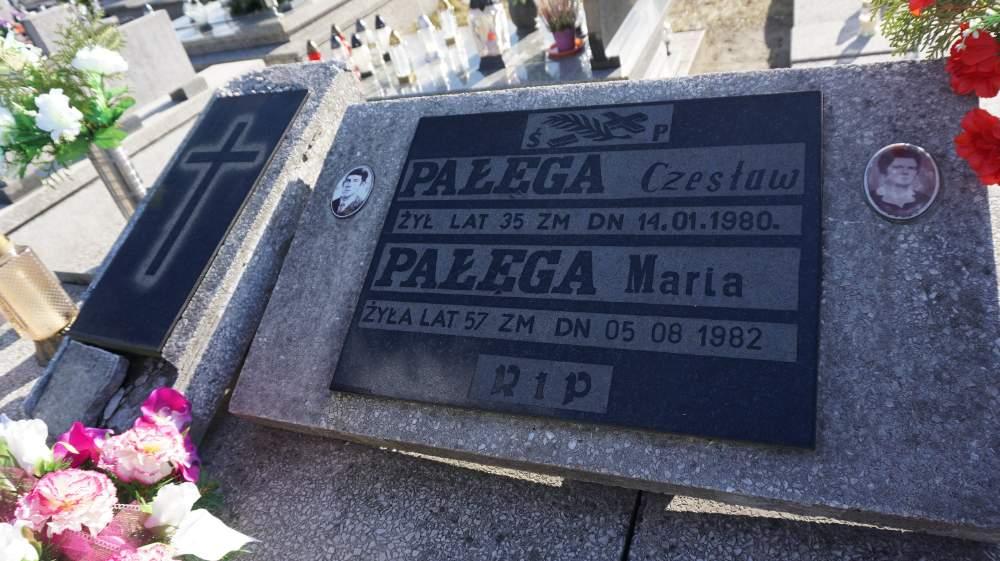 Ś P
PAŁĘGA Czesław
ŻYŁ LAT 35 ZM DN 14.01.1980.
PAŁĘGA Maria
ŻYŁA LAT 57 ZM DN 05 08 1982
R i P